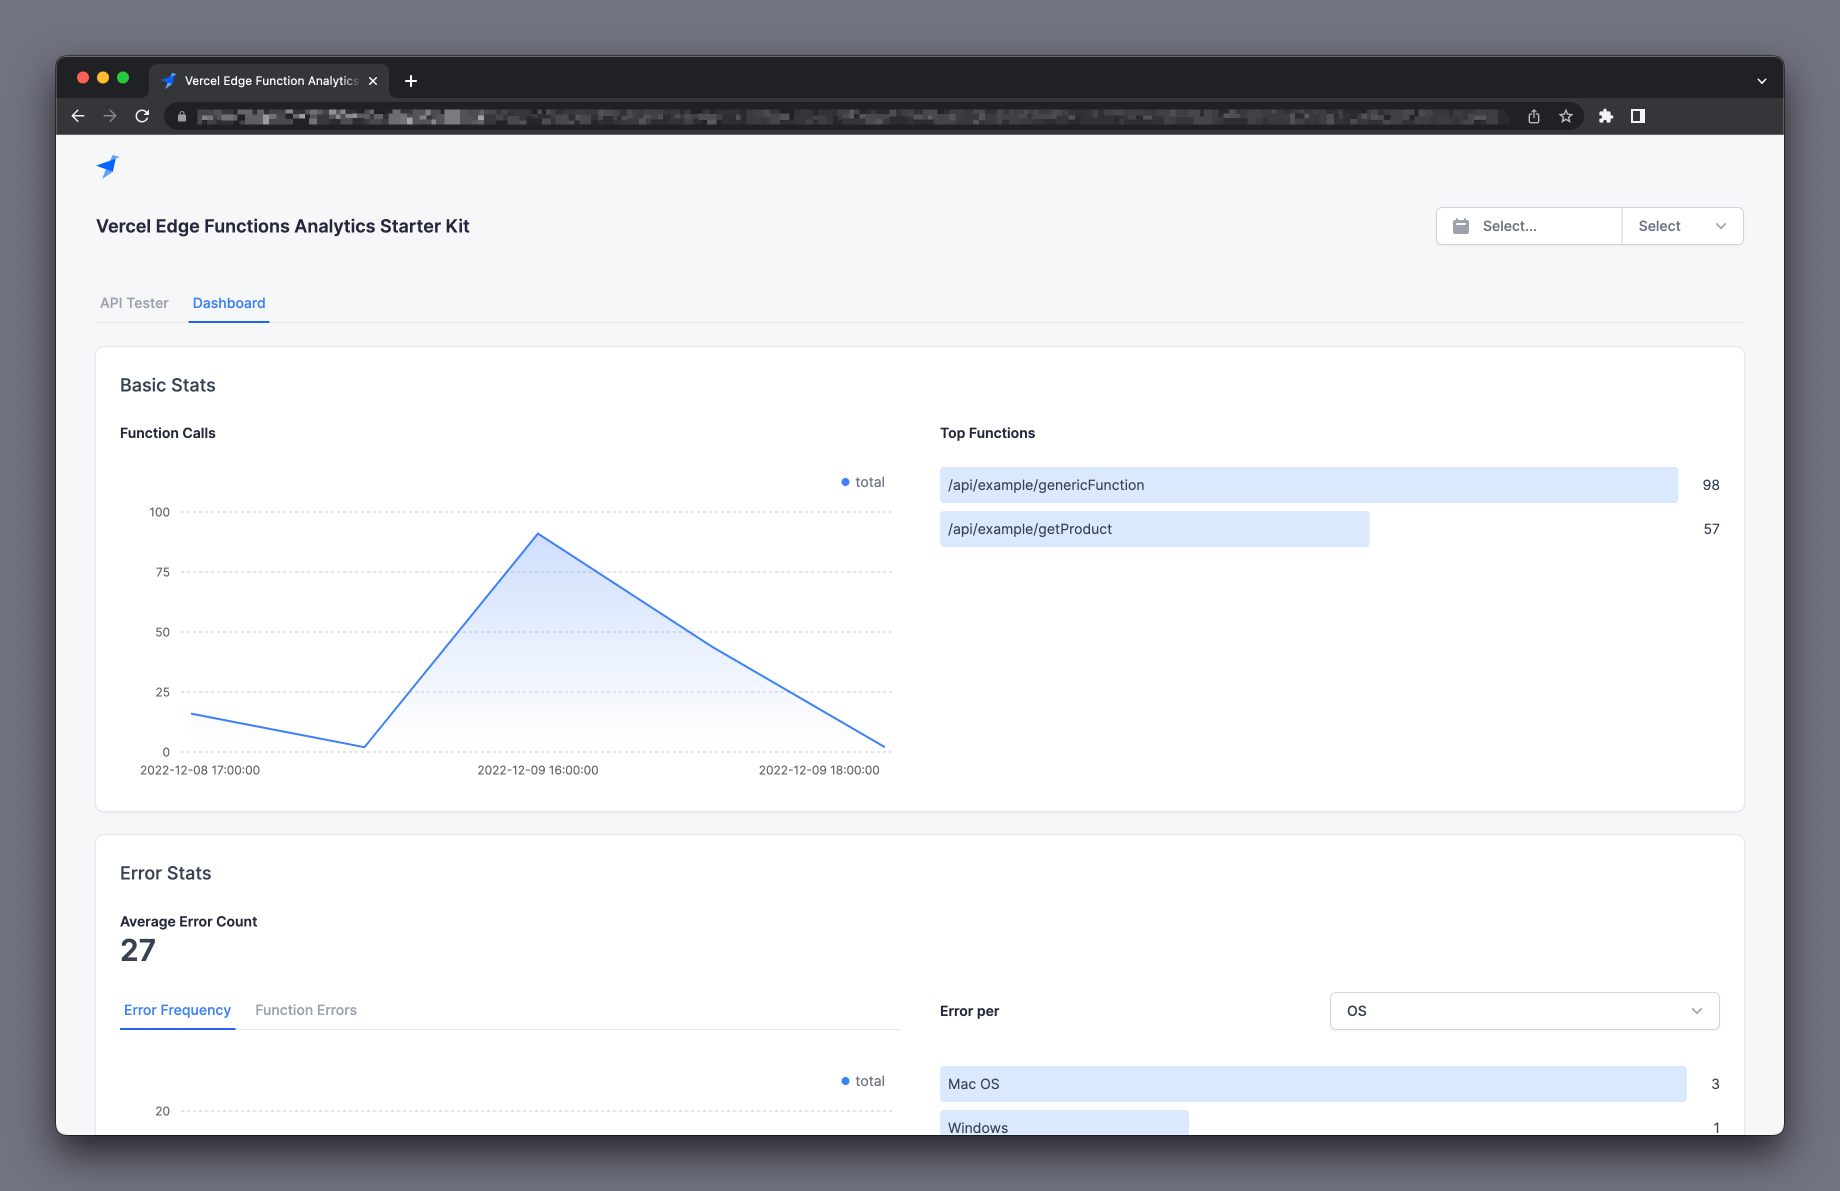 Vercel Edge Function Analytics
Vercel Edge Functions Analytics Starter Kit
Select...
Select
API Tester
Dashboard
Basic Stats
Function Calls
total
100
75
50
25
0
2022-12-08 17:00:00
2022-12-09 16:00:00
2022-12-09 18:00:00
Top Functions
/api/example/genericFunction
98
/api/example/getProduct
57
Error Stats
Average Error Count
27
Error Frequency
Function Errors
total
20
Error per
OS
Mac OS
3
Windows
1